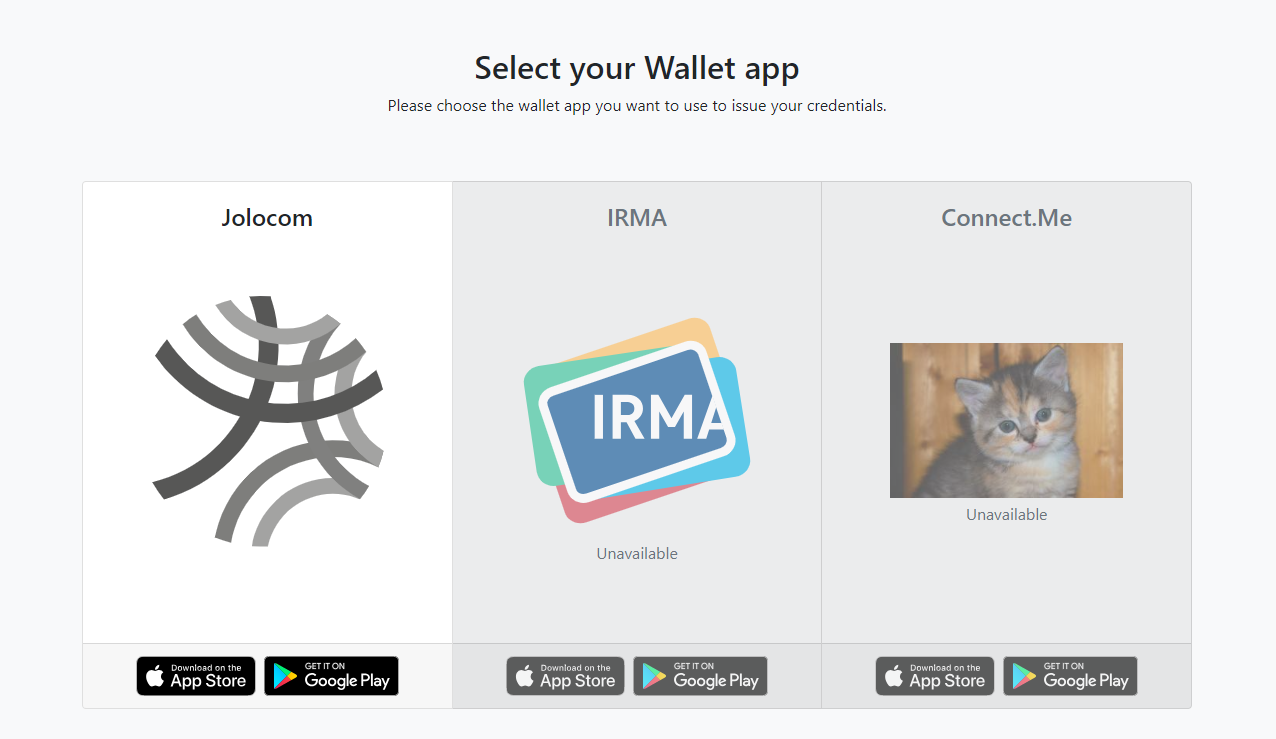 Select your Wallet app
Please choose the wallet app you want to use to issue your credentials.
Jolocom
IRMA
Connect.Me
IRMA
Unavailable
Unavailable
Download on the
App Store
GET IT ON
Google Play
Download on the
App Store
GET IT ON
Google Play
Download on the
App Store
GET IT ON
Google Play